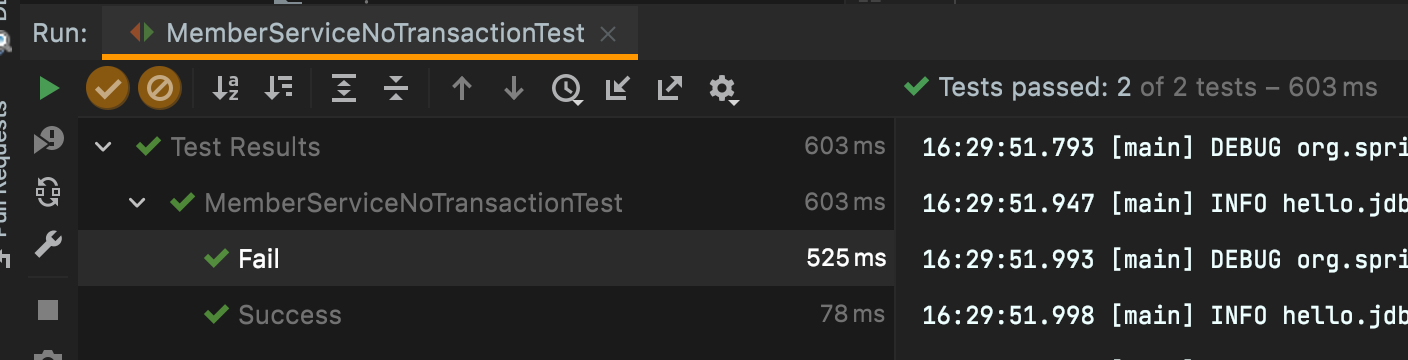 Run: MemberServiceNoTransactionTest
Tests passed: 2 of 2 tests – 603 ms
Test Results 603 ms
MemberServiceNoTransactionTest 603 ms
Fail 525 ms
Success 78 ms
16:29:51.793 [main] DEBUG org.spri
16:29:51.947 [main] INFO hello.jdb
16:29:51.993 [main] DEBUG org.spri
16:29:51.998 [main] INFO hello.jdb
Pull Requests